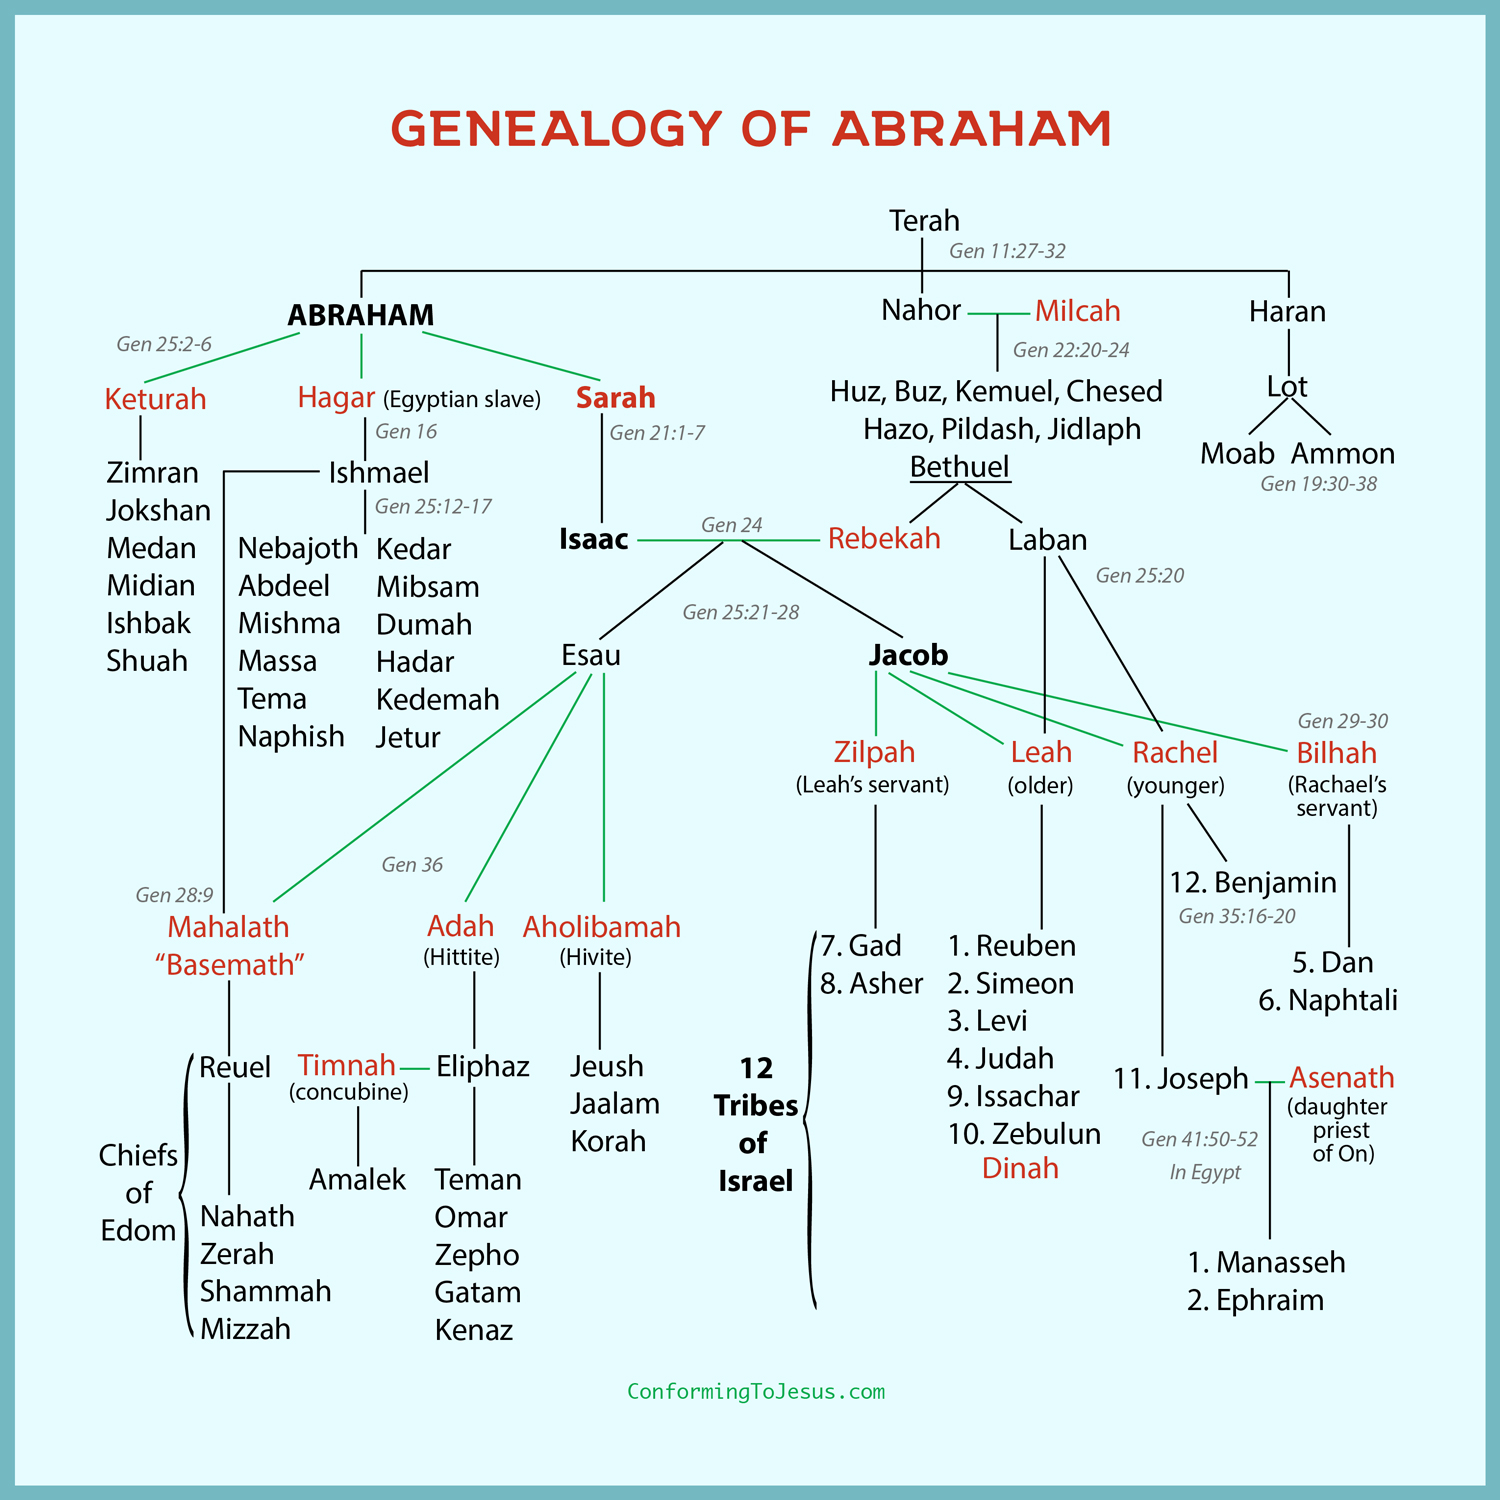 GENEALOGY OF ABRAHAM
Terah
Gen 11:27-32
ABRAHAM
Nahor
Milcah
Haran
Gen 25:2-6
Gen 22:20-24
Keturah
Hagar (Egyptian slave)
Sarah
Huz, Buz, Kemuel, Chesed
Hazo, Pildash, Jidlaph
Bethuel
Lot
Gen 16
Gen 21:1-7
Moab
Ammon
Gen 19:30-38
Zimran
Jokshan
Medan
Midian
Ishbak
Shuah
Ishmael
Gen 25:12-17
Nebajoth
Abdeel
Mishma
Massa
Tema
Naphish
Kedar
Mibsam
Dumah
Hadar
Kedemah
Jetur
Isaac
Gen 24
Rebekah
Laban
Gen 25:20
Gen 25:21-28
Esau
Jacob
Gen 29-30
Zilpah
(Leah's servant)
Leah
(older)
Rachel
(younger)
Bilhah
(Rachael's
servant)
Gen 36
Gen 28:9
12. Benjamin
Gen 35:16-20
Mahalath
"Basemath"
Adah
(Hittite)
Aholibamah
(Hivite)
7. Gad
8. Asher
1. Reuben
2. Simeon
3. Levi
4. Judah
9. Issachar
10. Zebulun
Dinah
5. Dan
6. Naphtali
12
Tribes
of
Israel
Reuel
Timnah
(concubine)
Eliphaz
Jeush
Jaalam
Korah
11. Joseph
Asenath
(daughter
priest
of On)
Gen 41:50-52
In Egypt
Chiefs
of
Edom
Amalek
Nahath
Zerah
Shammah
Mizzah
Teman
Omar
Zepho
Gatam
Kenaz
1. Manasseh
2. Ephraim
ConformingToJesus.com